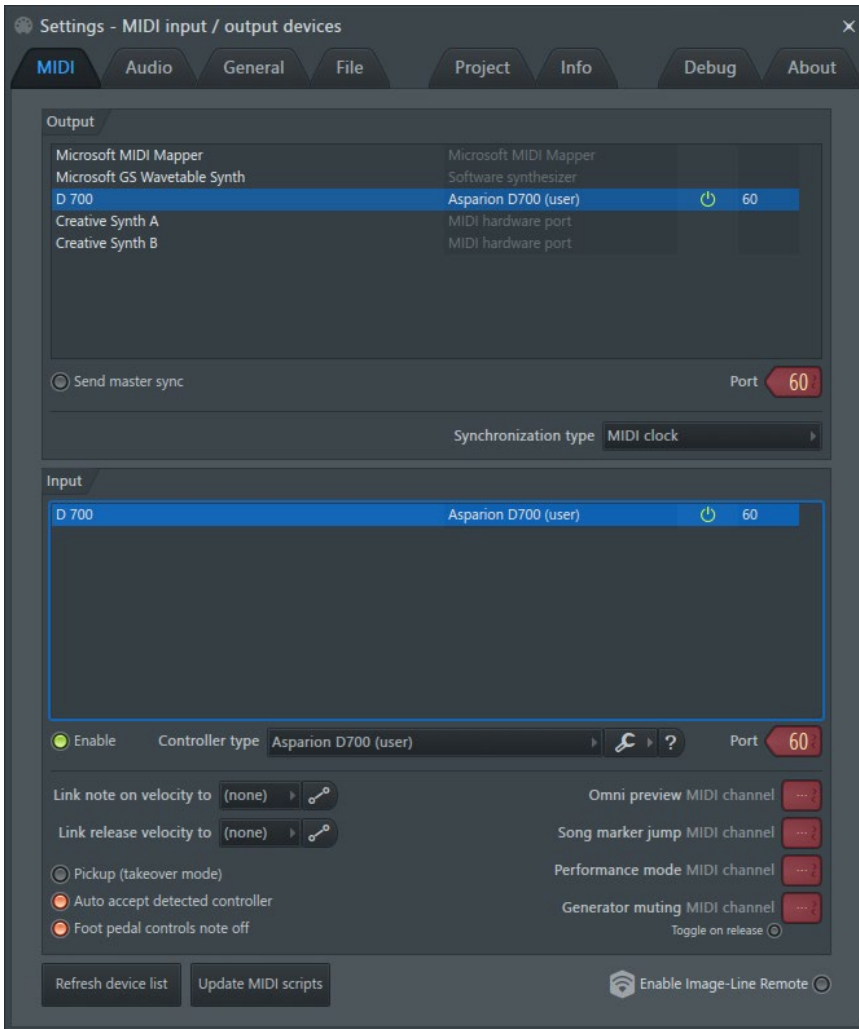 Settings - MIDI input / output devices
MIDI Audio General File Project Info Debug About
Output
Microsoft MIDI Mapper Microsoft MIDI Mapper
Microsoft GS Wavetable Synth Software synthesizer
D 700 Asparion D700 (user) 60
Creative Synth A MIDI hardware port
Creative Synth B MIDI hardware port
Send master sync Port 60
Synchronization type MIDI clock
Input
D 700 Asparion D700 (user) 60
Enable Controller type Asparion D700 (user) ? Port 60
Link note on velocity to (none) Omni preview MIDI channel ---
Link release velocity to (none) Song marker jump MIDI channel ---
Pickup (takeover mode) Performance mode MIDI channel ---
Auto accept detected controller Generator muting MIDI channel ---
Foot pedal controls note off Toggle on release
Refresh device list Update MIDI scripts Enable Image-Line Remote